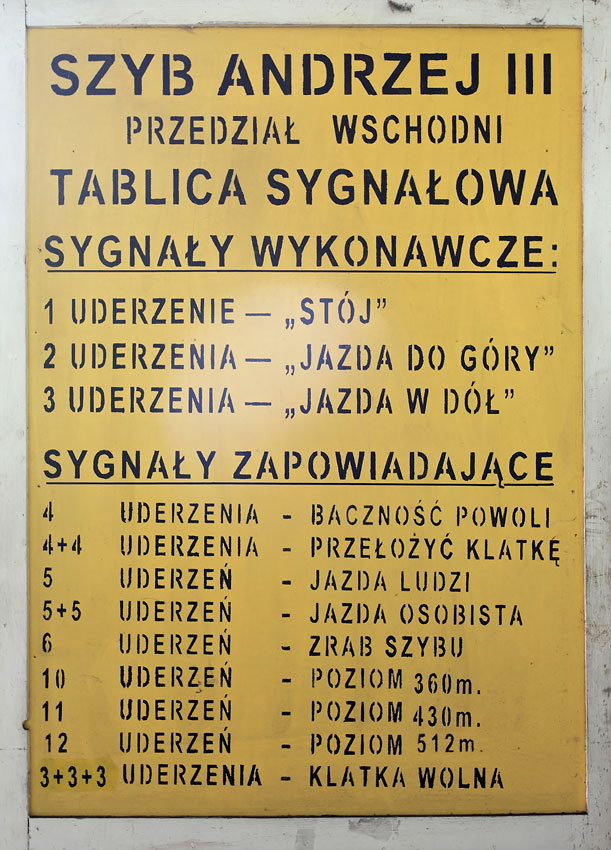 SZYB ANDRZEJ III
PRZEDZIAŁ WSCHODNI
TABLICA SYGNAŁOWA
SYGNAŁY WYKONAWCZE:
1 UDERZENIE — „STÓJ”
2 UDERZENIA — „JAZDA DO GÓRY”
3 UDERZENIA — „JAZDA W DÓŁ”
SYGNAŁY ZAPOWIADAJĄCE
4 UDERZENIA - BACZNOŚĆ POWOLI
4+4 UDERZENIA - PRZEŁOŻYĆ KLATKĘ
5 UDERZEŃ - JAZDA LUDZI
5+5 UDERZEŃ - JAZDA OSOBISTA
6 UDERZEŃ - ZRAB SZYBU
10 UDERZEŃ - POZIOM 360m.
11 UDERZEŃ - POZIOM 430m.
12 UDERZEŃ - POZIOM 512m.
3+3+3 UDERZENIA - KLATKA WOLNA